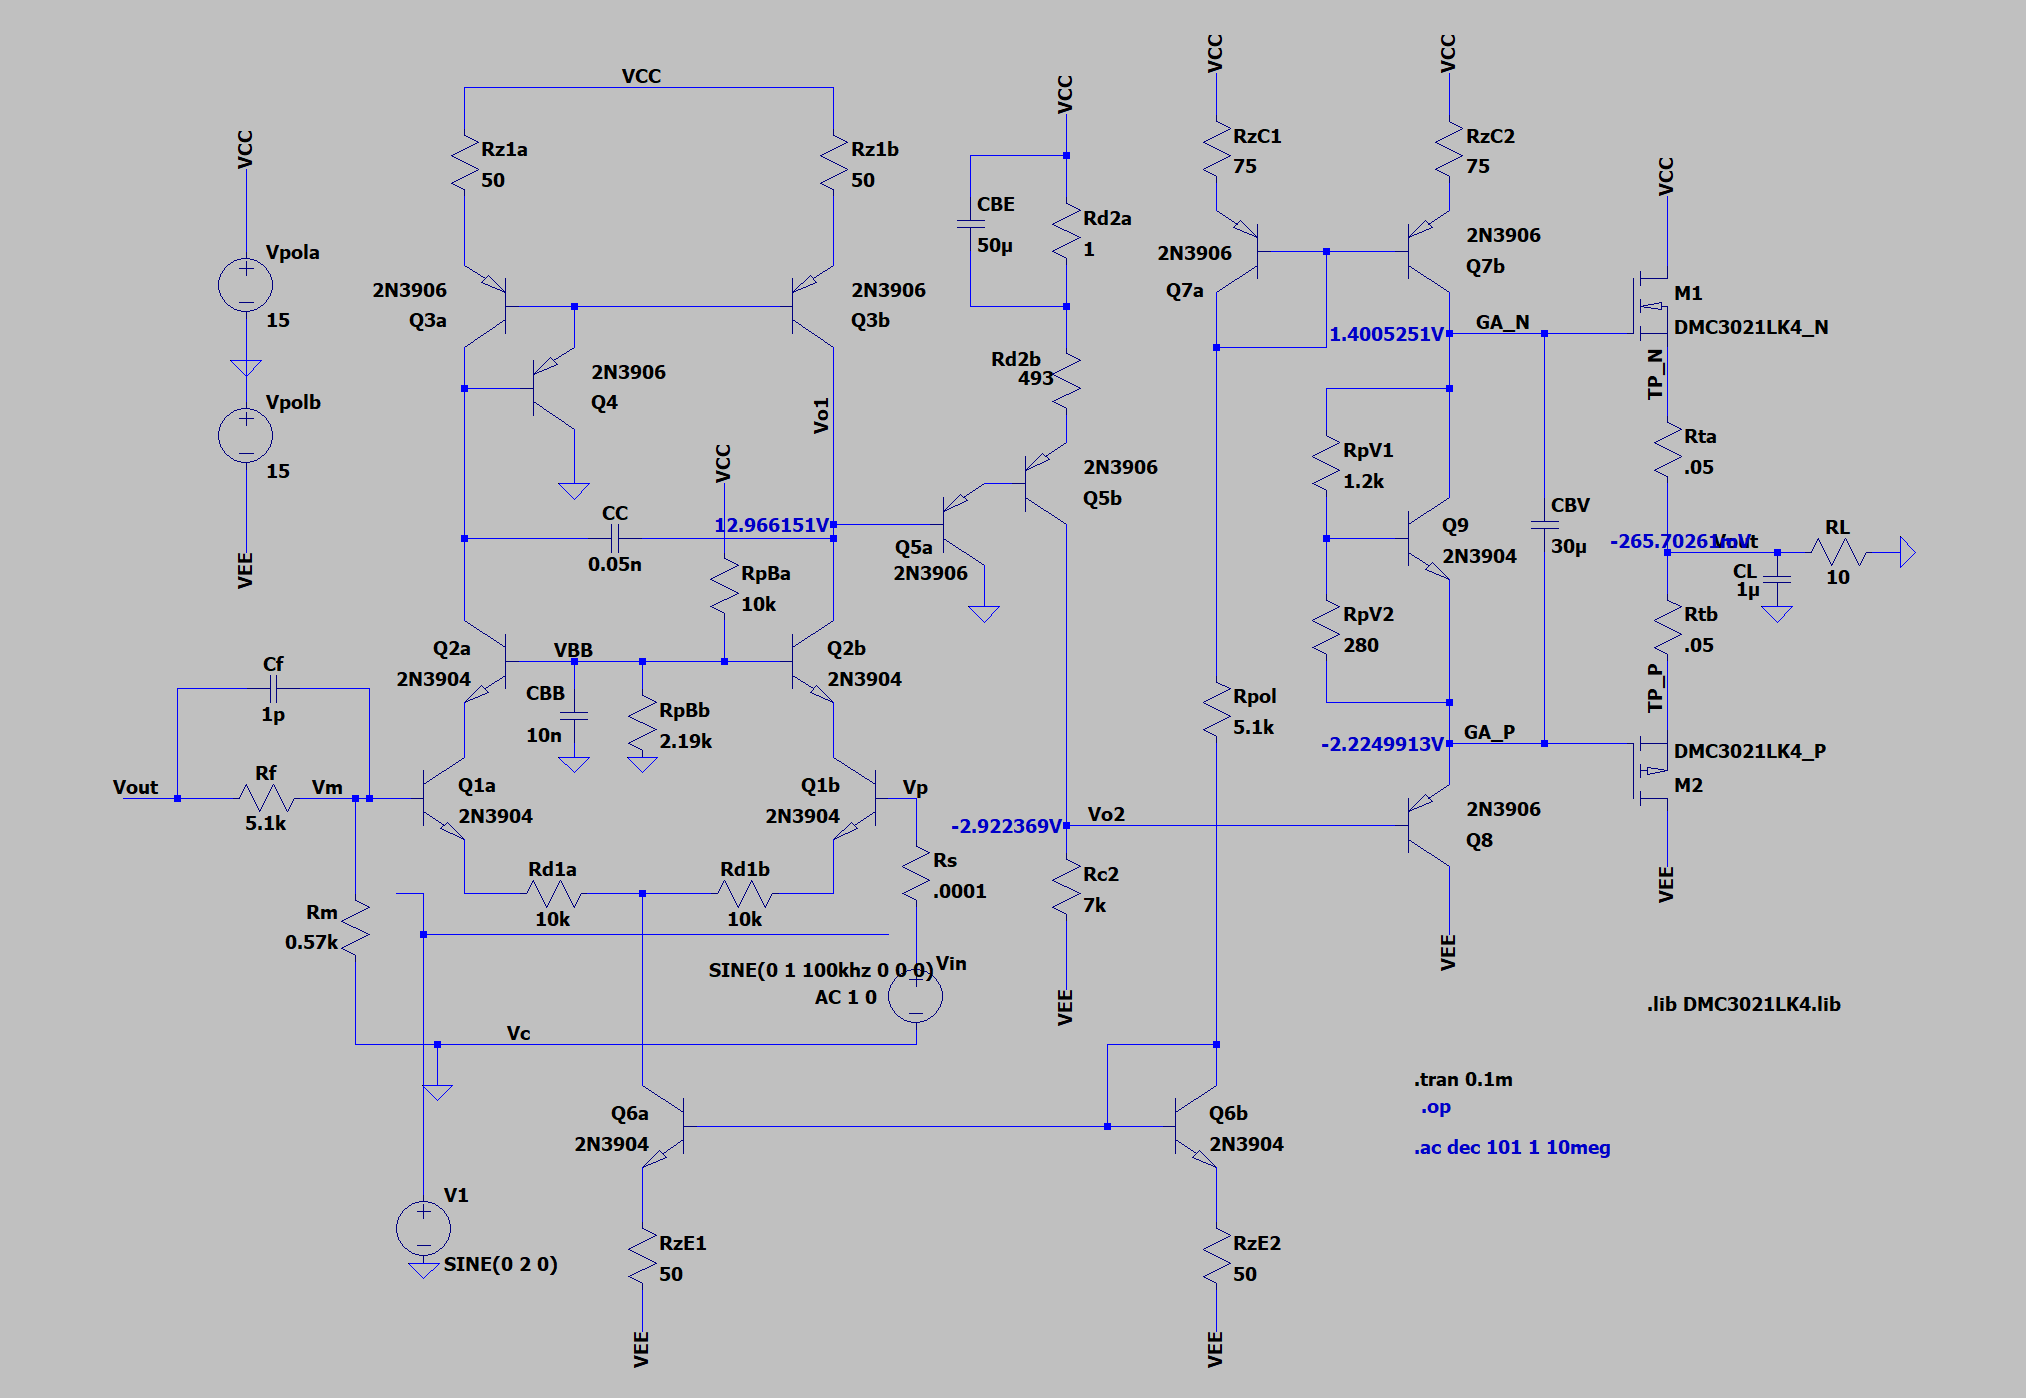 VCC
Vpola
15
Vpolb
15
VEE
VCC
Rz1a
50
Rz1b
50
2N3906
Q3a
2N3906
Q3b
2N3906
Q4
Vo1
VCC
CC
0.05n
12.966151V
RpBa
10k
Q2a
2N3904
VBB
Q2b
2N3904
CBB
10n
RpBb
2.19k
Cf
1p
Vout
Rf
5.1k
Vm
Q1a
2N3904
Q1b
2N3904
Vp
Rd1a
10k
Rd1b
10k
Rs
.0001
Rm
0.57k
SINE(0 1 100khz 0 0 0)
Vin
AC 1 0
Vc
Q6a
2N3904
V1
SINE(0 2 0)
RzE1
50
VEE
VCC
CBE
50µ
Rd2a
1
Rd2b
493
2N3906
Q5b
Q5a
2N3906
-2.922369V
Vo2
Rc2
7k
VEE
VCC
RzC1
75
VCC
RzC2
75
2N3906
Q7a
2N3906
Q7b
1.4005251V
GA_N
RpV1
1.2k
Q9
2N3904
CBV
30µ
RpV2
280
Rpol
5.1k
-2.2249913V
GA_P
2N3906
Q8
VEE
Q6b
2N3904
RzE2
50
VEE
VCC
M1
DMC3021LK4_N
TP_N
Rta
.05
-265.70261mV
Vout
RL
10
CL
1µ
Rtb
.05
TP_P
DMC3021LK4_P
M2
VEE
.lib DMC3021LK4.lib
.tran 0.1m
.op
.ac dec 101 1 10meg